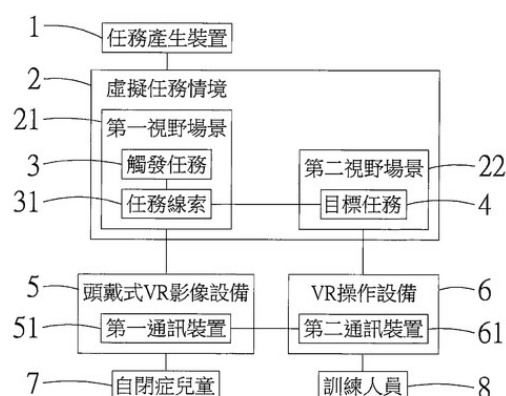 1 任務產生裝置
2 虛擬任務情境
21 第一視野場景
3 觸發任務
第二視野場景 22
31 任務線索 目標任務 4
5 頭戴式VR影像設備 VR操作設備 6
51 第一通訊裝置 第二通訊裝置 61
7 自閉症兒童 訓練人員 8